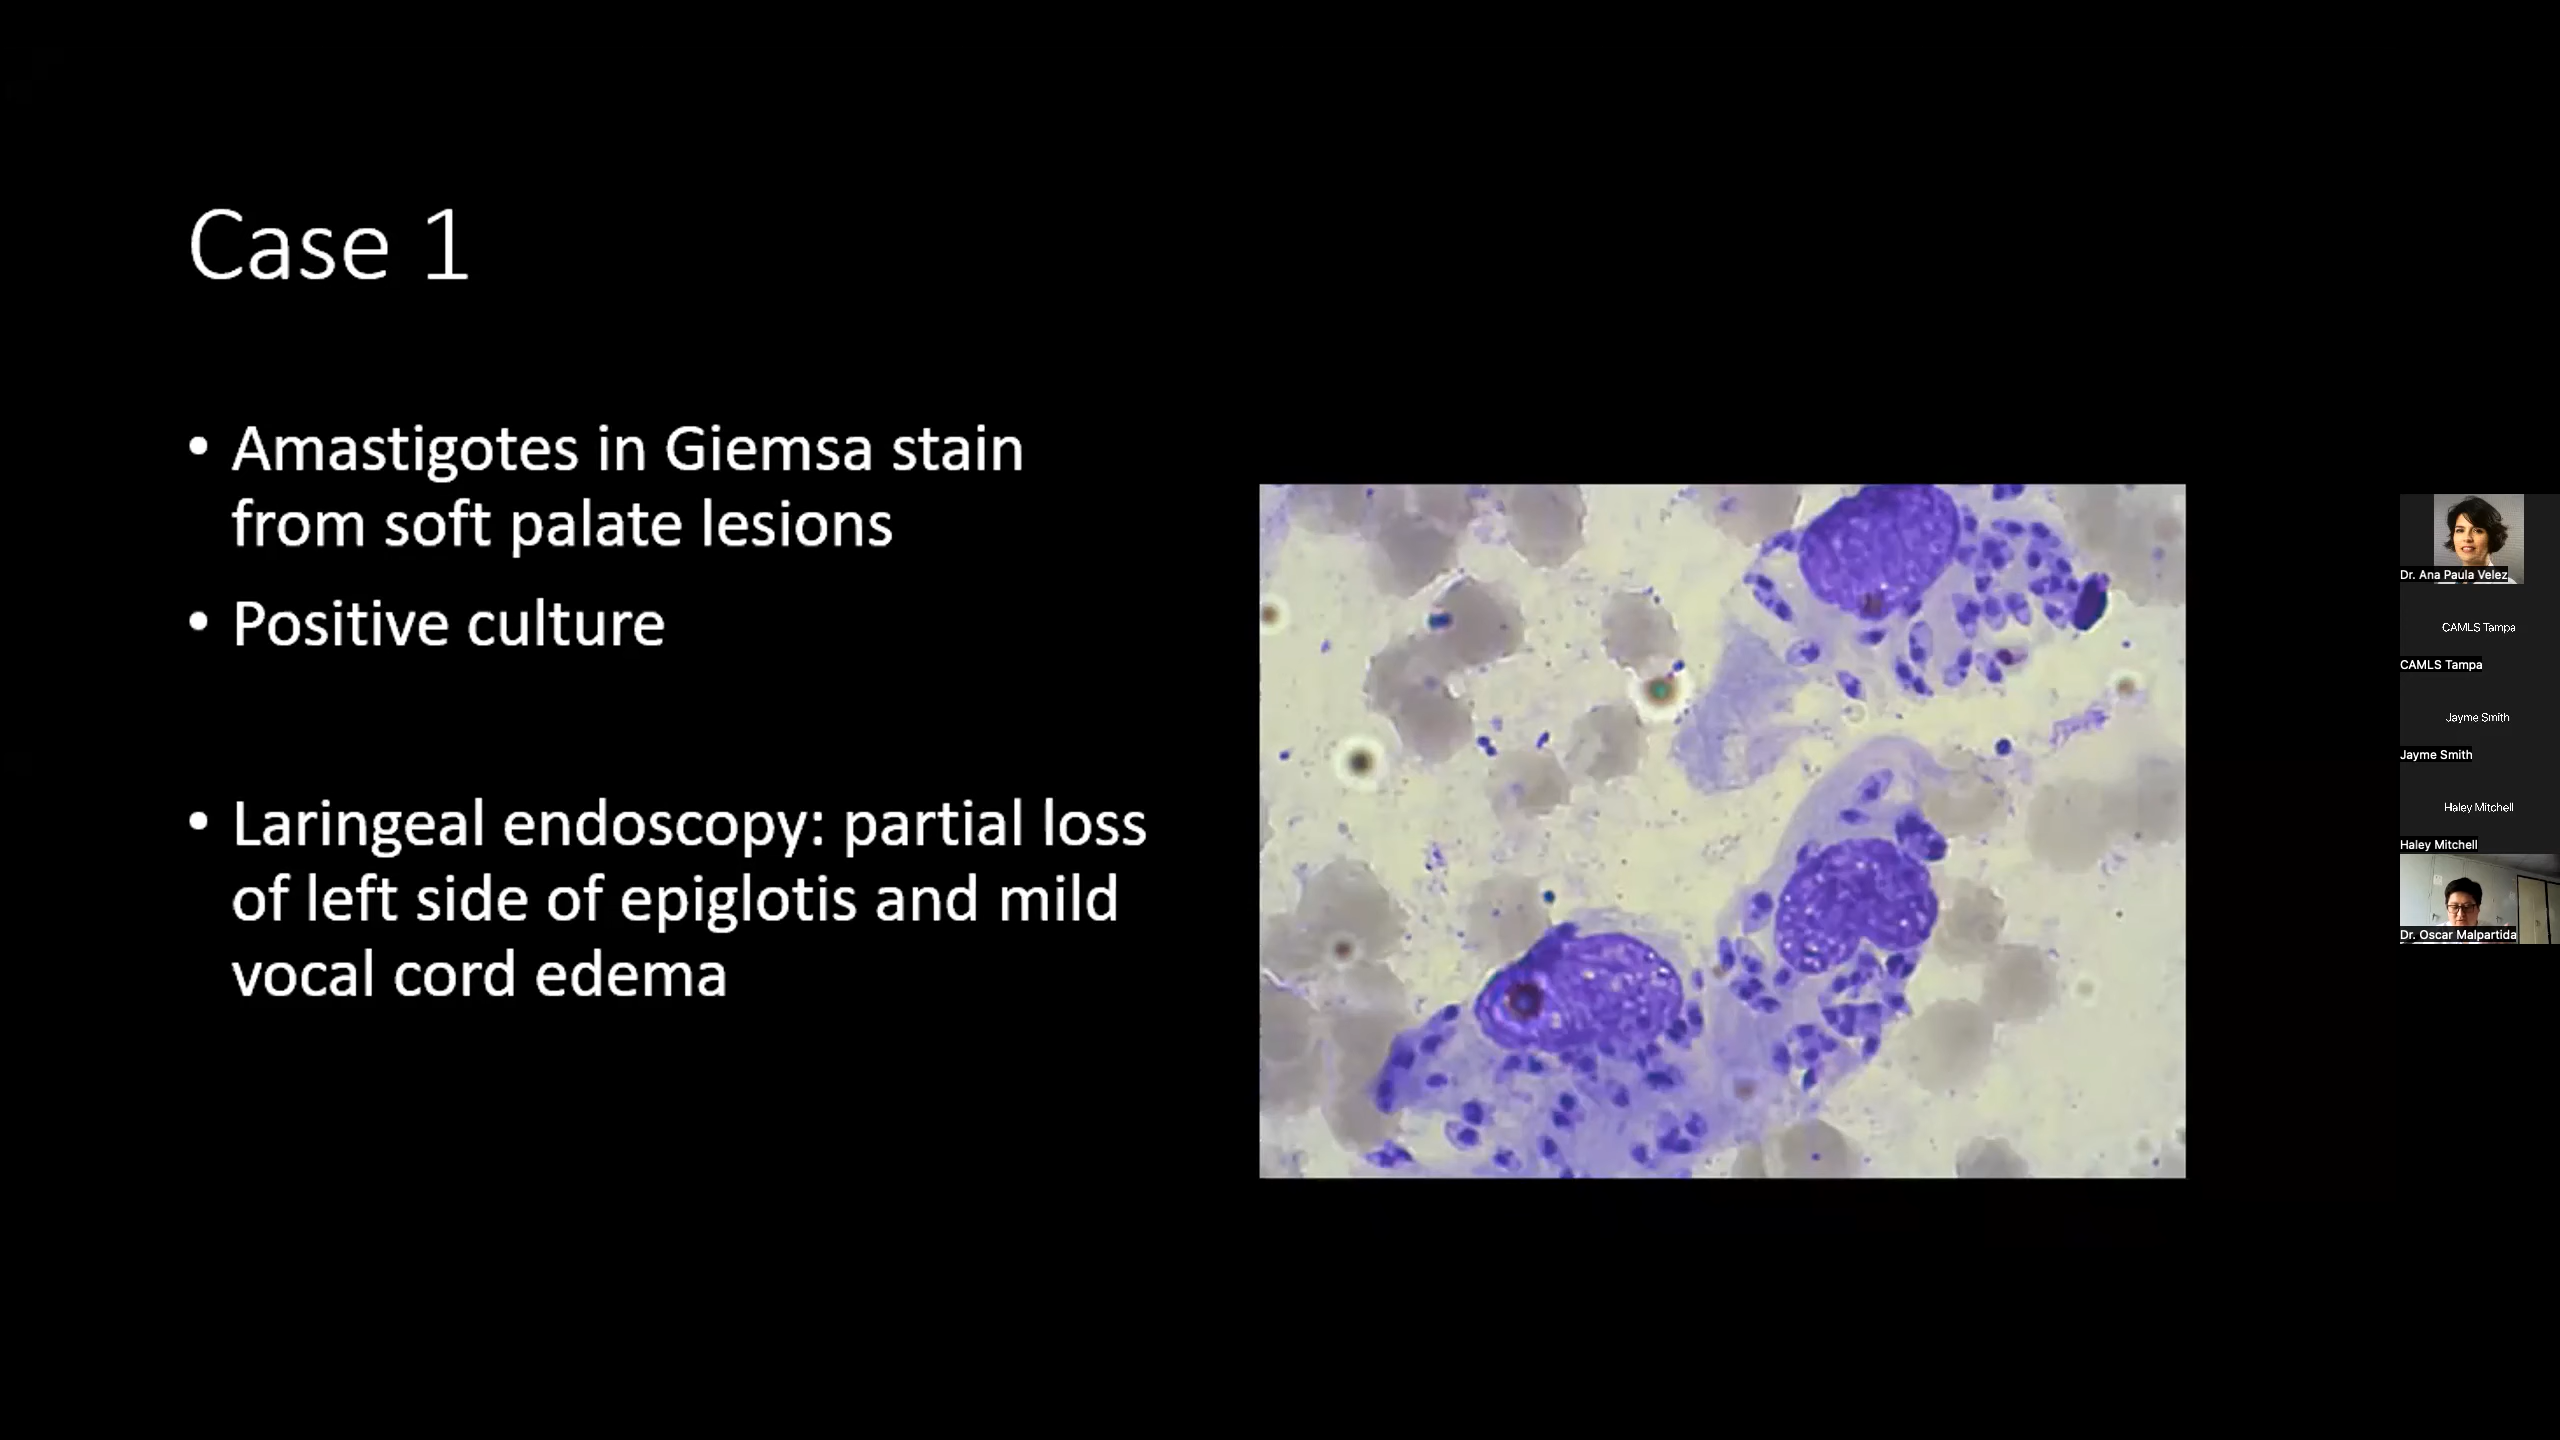 Case 1
• Amastigotes in Giemsa stain
from soft palate lesions
• Positive culture
• Laringeal endoscopy: partial loss
of left side of epiglotis and mild
vocal cord edema
Dr. Ana Paula Velez
CAMLS Tampa
CAMLS Tampa
Jayme Smith
Jayme Smith
Haley Mitchell
Haley Mitchell
Dr. Oscar Malpartida